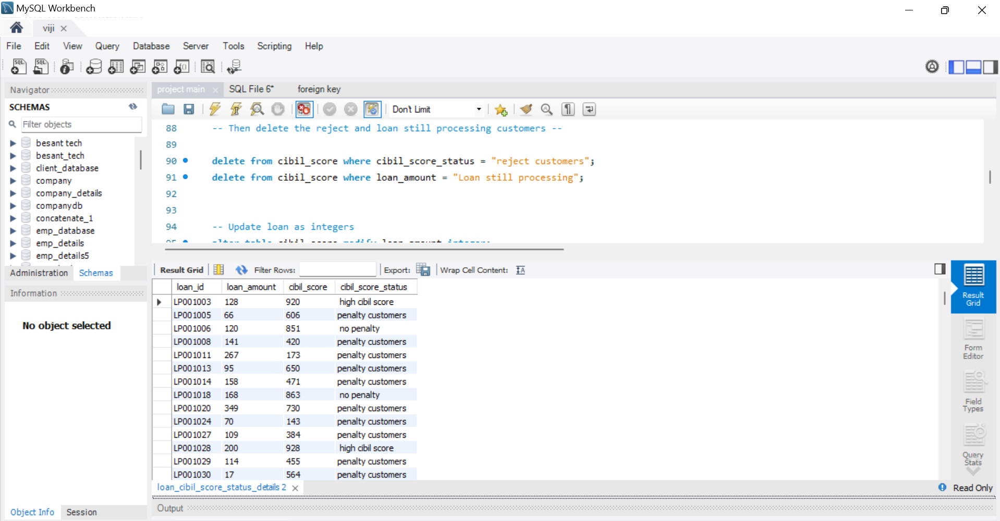 MySQL Workbench
viji
File Edit View Query Database Server Tools Scripting Help
Navigator
SCHEMAS
Filter objects
besant tech
besant_tech
client_database
company
company_details
companydb
concatenate_1
emp_database
emp_details
emp_details5
Administration Schemas
Information
No object selected
Object Info Session
project main SQL File 6* foreign key
Don't Limit
88 -- Then delete the reject and loan still processing customers --
89
90 delete from cibil_score where cibil_score_status = "reject customers";
91 delete from cibil_score where loan_amount = "Loan still processing";
92
93
94 -- Update loan as integers
95 alter table cibil_score modify loan_amount integer;
Result Grid Filter Rows: Export: Wrap Cell Content:
loan_id loan_amount cibil_score cibil_score_status
LP001003 128 920 high cibil score
LP001005 66 606 penalty customers
LP001006 120 851 no penalty
LP001008 141 420 penalty customers
LP001011 267 173 penalty customers
LP001013 95 650 penalty customers
LP001014 158 471 penalty customers
LP001018 168 863 no penalty
LP001020 349 730 penalty customers
LP001024 70 143 penalty customers
LP001027 109 384 penalty customers
LP001028 200 928 high cibil score
LP001029 114 455 penalty customers
LP001030 17 564 penalty customers
loan_cibil_score_status_details 2
Read Only
Output
Result
Grid
Form
Editor
Field
Types
Query
Stats